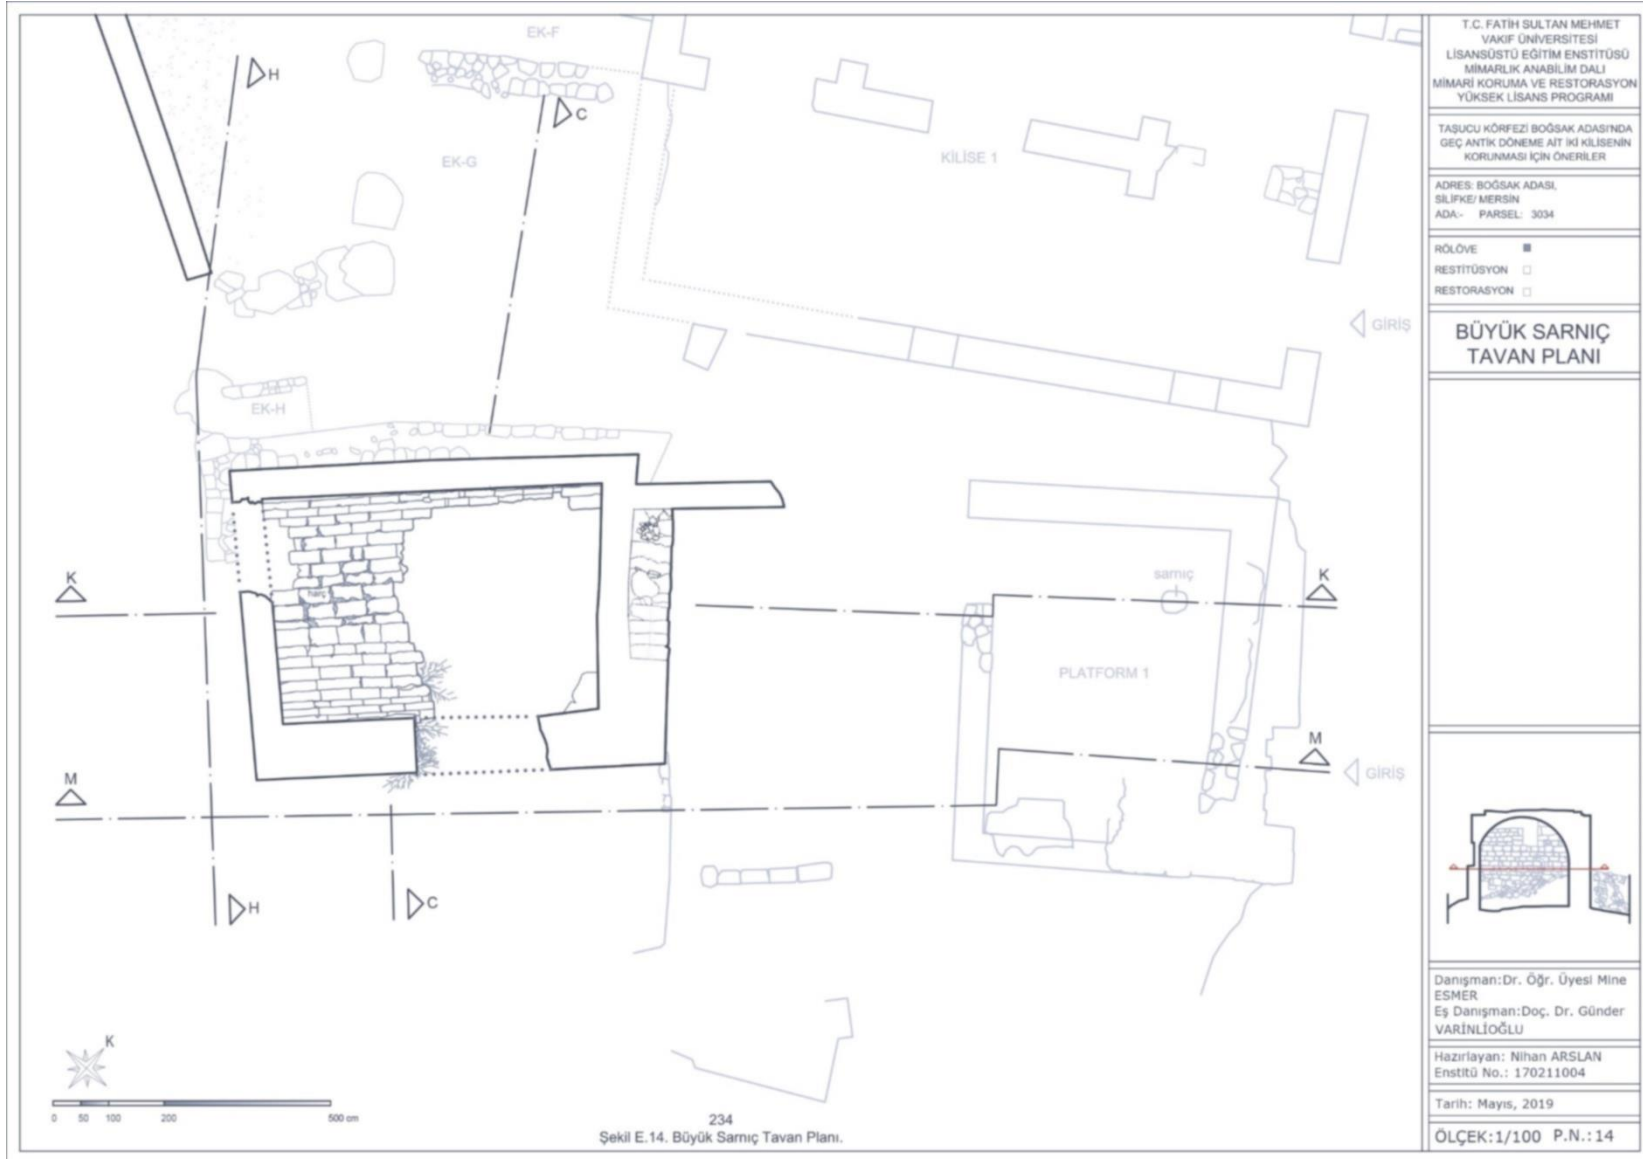 EK-F
H
C
EK-G
KİLİSE 1
GİRİŞ
EK-H
harç
K
K
sarnıç
PLATFORM 1
M
M
GİRİŞ
H
C
K
0 50 100 200 500 cm
234
Şekil E.14. Büyük Sarnıç Tavan Planı.
T.C. FATİH SULTAN MEHMET
VAKIF ÜNİVERSİTESİ
LİSANSÜSTÜ EĞİTİM ENSTİTÜSÜ
MİMARLIK ANABİLİM DALI
MİMARİ KORUMA VE RESTORASYON
YÜKSEK LİSANS PROGRAMI
TAŞUCU KÖRFEZİ BOĞSAK ADASI'NDA
GEÇ ANTİK DÖNEME AİT İKİ KİLİSENİN
KORUNMASI İÇİN ÖNERİLER
ADRES: BOĞSAK ADASI,
SİLİFKE/ MERSİN
ADA:- PARSEL: 3034
RÖLÖVE
RESTİTÜSYON
RESTORASYON
BÜYÜK SARNIÇ
TAVAN PLANI
Danışman:Dr. Öğr. Üyesi Mine
ESMER
Eş Danışman:Doç. Dr. Günder
VARİNLİOĞLU
Hazırlayan: Nihan ARSLAN
Enstitü No.: 170211004
Tarih: Mayıs, 2019
ÖLÇEK:1/100 P.N.:14